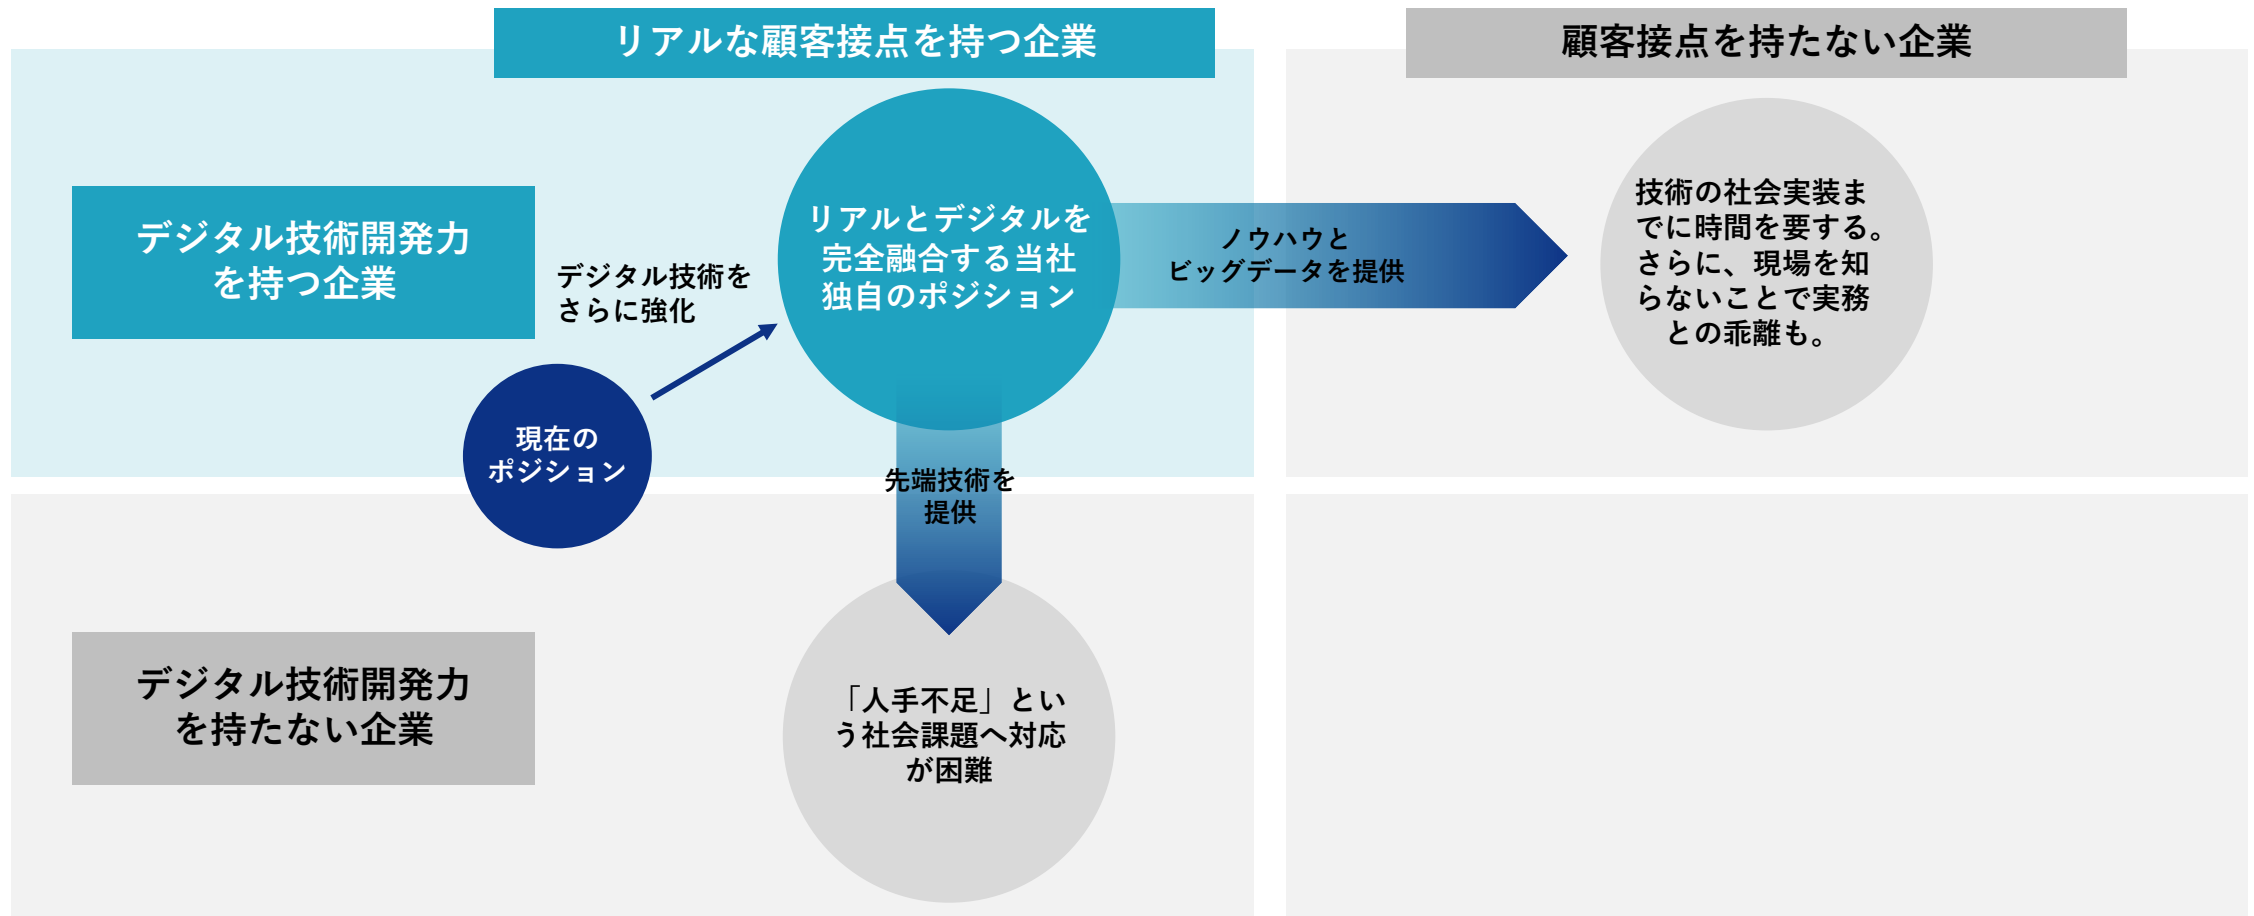 リアルな顧客接点を持つ企業
顧客接点を持たない企業
デジタル技術開発力
を持つ企業
デジタル技術を
さらに強化
現在の
ポジション
リアルとデジタルを
完全融合する当社
独自のポジション
ノウハウと
ビッグデータを提供
技術の社会実装ま
でに時間を要する。
さらに、現場を知
らないことで実務
との乖離も。
先端技術を
提供
デジタル技術開発力
を持たない企業
「人手不足」とい
う社会課題へ対応
が困難